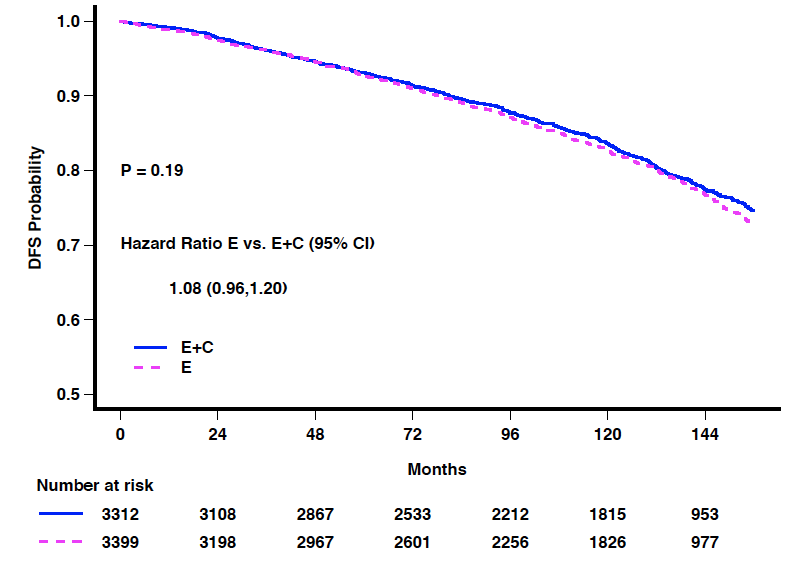 1.0
0.9
0.8
0.7
0.6
0.5
DFS Probability
P = 0.19
Hazard Ratio E vs. E+C (95% CI)
1.08 (0.96,1.20)
E+C
E
0 24 48 72 96 120 144
Months
Number at risk
3312 3108 2867 2533 2212 1815 953
3399 3198 2967 2601 2256 1826 977